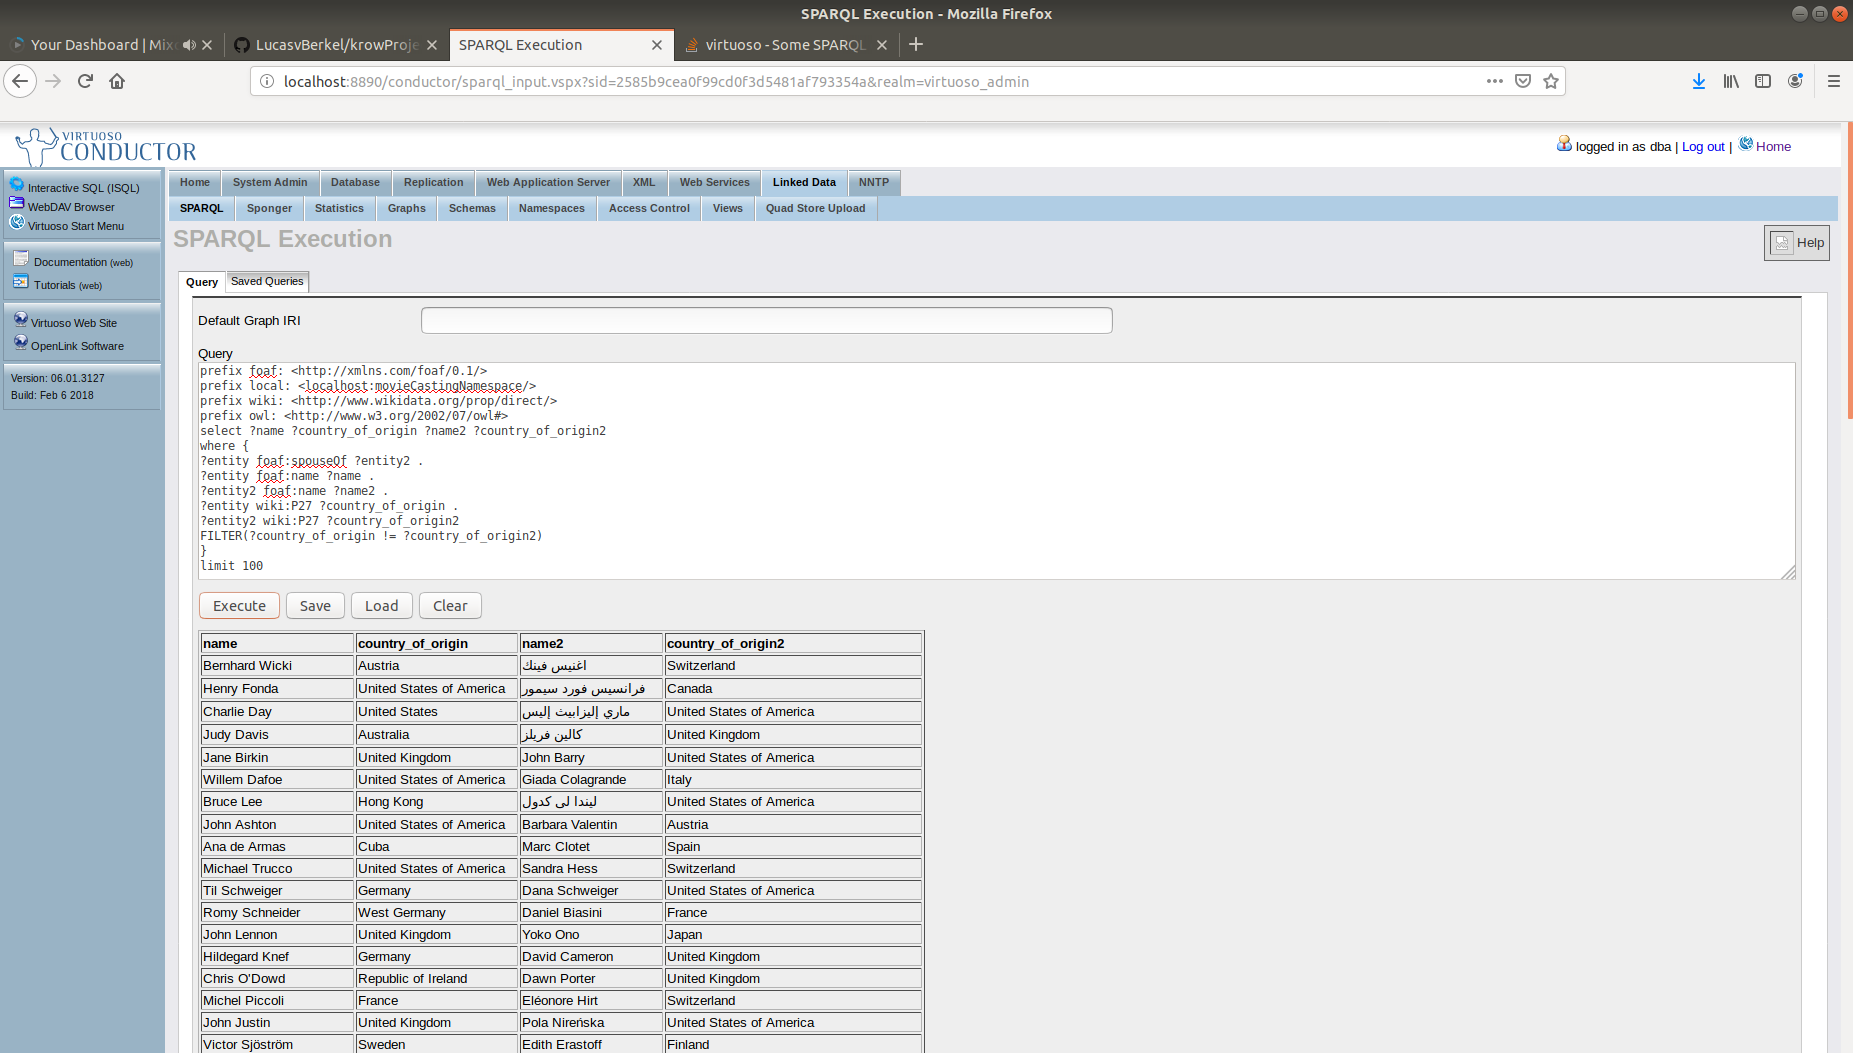 SPARQL Execution - Mozilla Firefox
Your Dashboard | Mix
LucasvBerkel/krowProje
SPARQL Execution
virtuoso - Some SPARQL
localhost:8890/conductor/sparql_input.vspx?sid=2585b9cea0f99cd0f3d5481af793354a&realm=virtuoso_admin
VIRTUOSO
CONDUCTOR
logged in as dba | Log out | Home
Interactive SQL (ISQL)
WebDAV Browser
Virtuoso Start Menu
Documentation (web)
Tutorials (web)
Virtuoso Web Site
OpenLink Software
Version: 06.01.3127
Build: Feb 6 2018
Home System Admin Database Replication Web Application Server XML Web Services Linked Data NNTP
SPARQL Sponger Statistics Graphs Schemas Namespaces Access Control Views Quad Store Upload
SPARQL Execution
Help
Query Saved Queries
Default Graph IRI
Query
prefix foaf: <http://xmlns.com/foaf/0.1/>
prefix local: <localhost:movieCastingNamespace/>
prefix wiki: <http://www.wikidata.org/prop/direct/>
prefix owl: <http://www.w3.org/2002/07/owl#>
select ?name ?country_of_origin ?name2 ?country_of_origin2
where {
?entity foaf:spouseOf ?entity2 .
?entity foaf:name ?name .
?entity2 foaf:name ?name2 .
?entity wiki:P27 ?country_of_origin .
?entity2 wiki:P27 ?country_of_origin2
FILTER(?country_of_origin != ?country_of_origin2)
}
limit 100
Execute Save Load Clear
name country_of_origin name2 country_of_origin2
Bernhard Wicki Austria اغنيس فينك Switzerland
Henry Fonda United States of America فرانسيس فورد سيمور Canada
Charlie Day United States ماري إليزابيث إليس United States of America
Judy Davis Australia كالين فريلز United Kingdom
Jane Birkin United Kingdom John Barry United States of America
Willem Dafoe United States of America Giada Colagrande Italy
Bruce Lee Hong Kong ليندا لى كدول United States of America
John Ashton United States of America Barbara Valentin Austria
Ana de Armas Cuba Marc Clotet Spain
Michael Trucco United States of America Sandra Hess Switzerland
Til Schweiger Germany Dana Schweiger United States of America
Romy Schneider West Germany Daniel Biasini France
John Lennon United Kingdom Yoko Ono Japan
Hildegard Knef Germany David Cameron United Kingdom
Chris O'Dowd Republic of Ireland Dawn Porter United Kingdom
Michel Piccoli France Eléonore Hirt Switzerland
John Justin United Kingdom Pola Nireńska United States of America
Victor Sjöström Sweden Edith Erastoff Finland